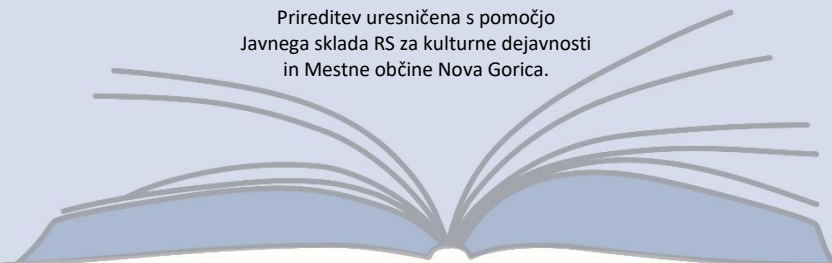 Prireditev uresničena s pomočjo
Javnega sklada RS za kulturne dejavnosti
in Mestne občine Nova Gorica.